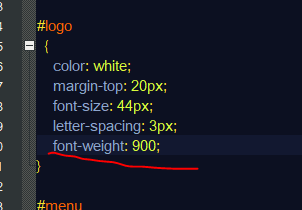 #logo
{
color: white;
margin-top: 20px;
font-size: 44px;
letter-spacing: 3px;
font-weight: 900;
}
#menu